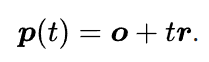 p(t) = o + tr.